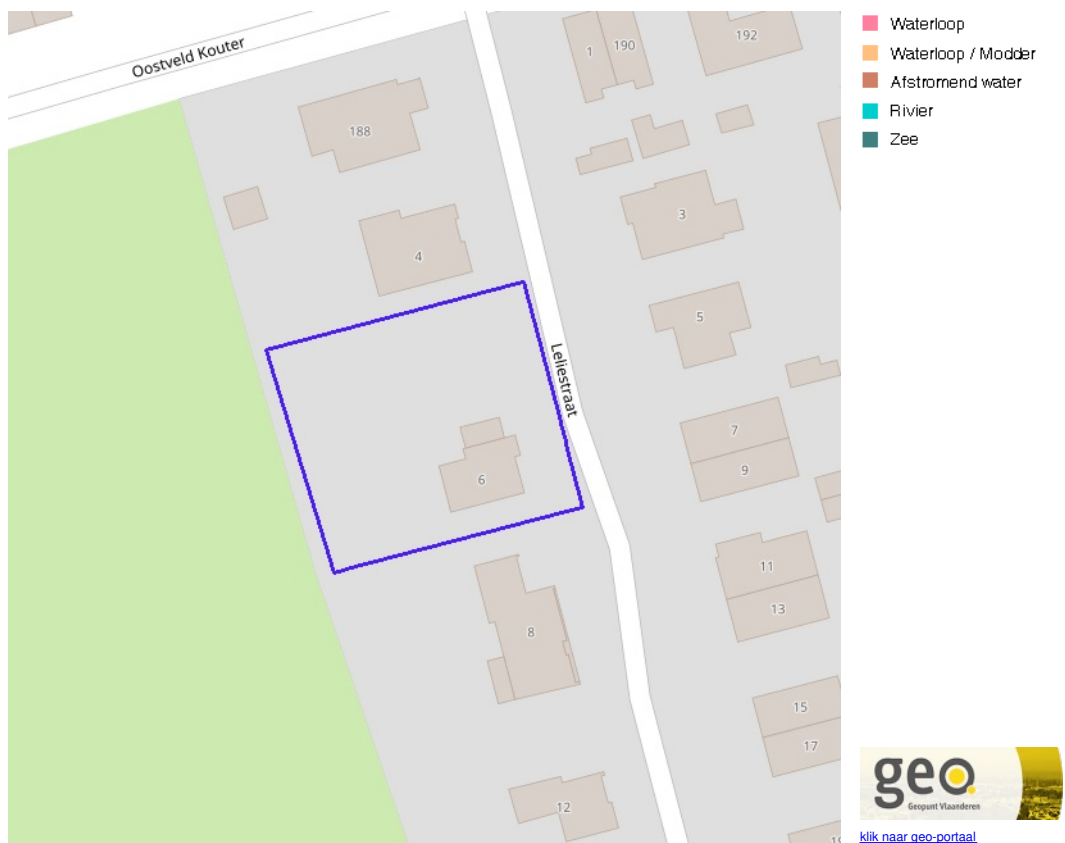 Oostveld Kouter
188
4
6
8
12
Leliestraat
1
190
192
3
5
7
9
11
13
15
17
Waterloop
Waterloop / Modder
Afstromend water
Rivier
Zee
geo
Geopunt Vlaanderen
klik naar geo-portaal